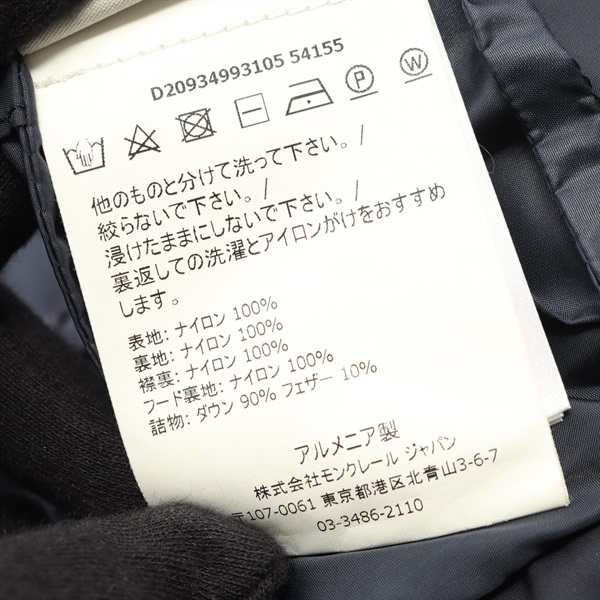 D20934993105 54155
P W
他のものと分けて洗って下さい。/
絞らないで下さい。/
浸けたままにしないで下さい。/
裏返しての洗濯とアイロンがけをおすすめ
します。
表地: ナイロン 100%
裏地: ナイロン 100%
襟裏: ナイロン 100%
フード裏地: ナイロン 100%
詰物: ダウン 90% フェザー 10%
アルメニア製
株式会社モンクレール ジャパン
〒107-0061 東京都港区北青山3-6-7
03-3486-2110